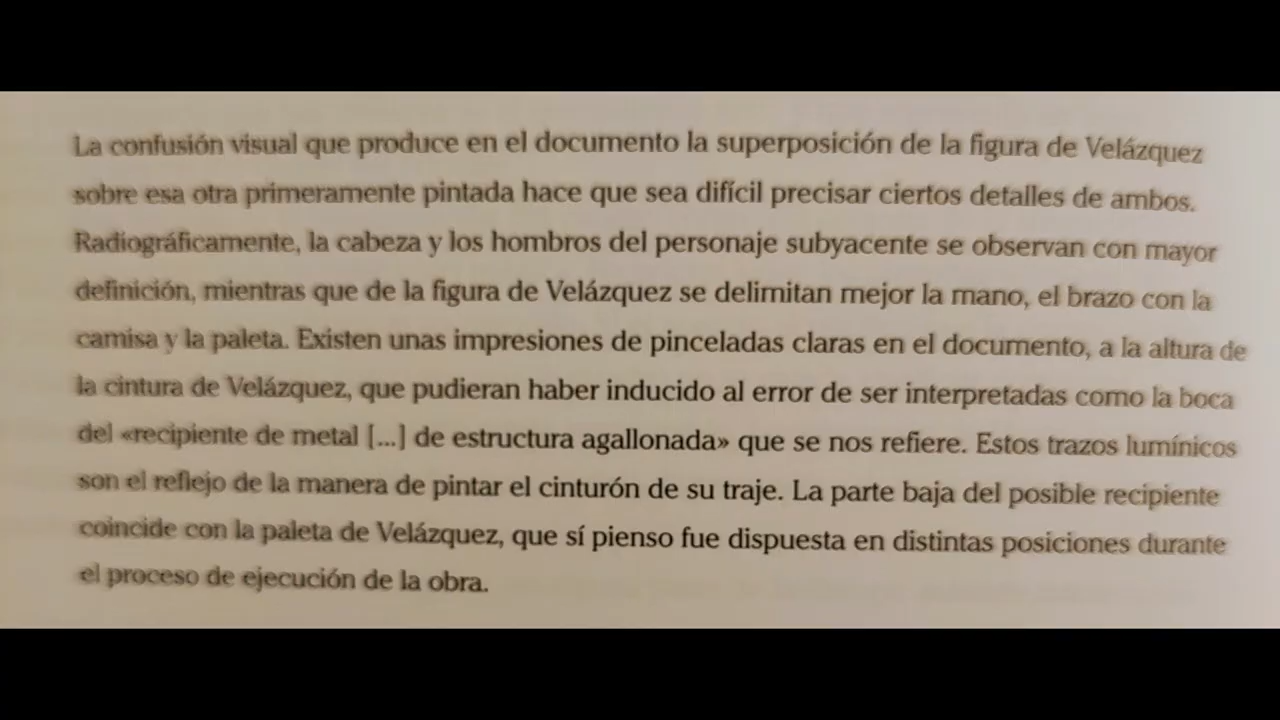 La confusión visual que produce en el documento la superposición de la figura de Velázquez
sobre esa otra primeramente pintada hace que sea difícil precisar ciertos detalles de ambos.
Radiográficamente, la cabeza y los hombros del personaje subyacente se observan con mayor
definición, mientras que de la figura de Velázquez se delimitan mejor la mano, el brazo con la
camisa y la paleta. Existen unas impresiones de pinceladas claras en el documento, a la altura de
la cintura de Velázquez, que pudieran haber inducido al error de ser interpretadas como la boca
del «recipiente de metal [...] de estructura agallonada» que se nos refiere. Estos trazos lumínicos
son el reflejo de la manera de pintar el cinturón de su traje. La parte baja del posible recipiente
coincide con la paleta de Velázquez, que sí pienso fue dispuesta en distintas posiciones durante
el proceso de ejecución de la obra.